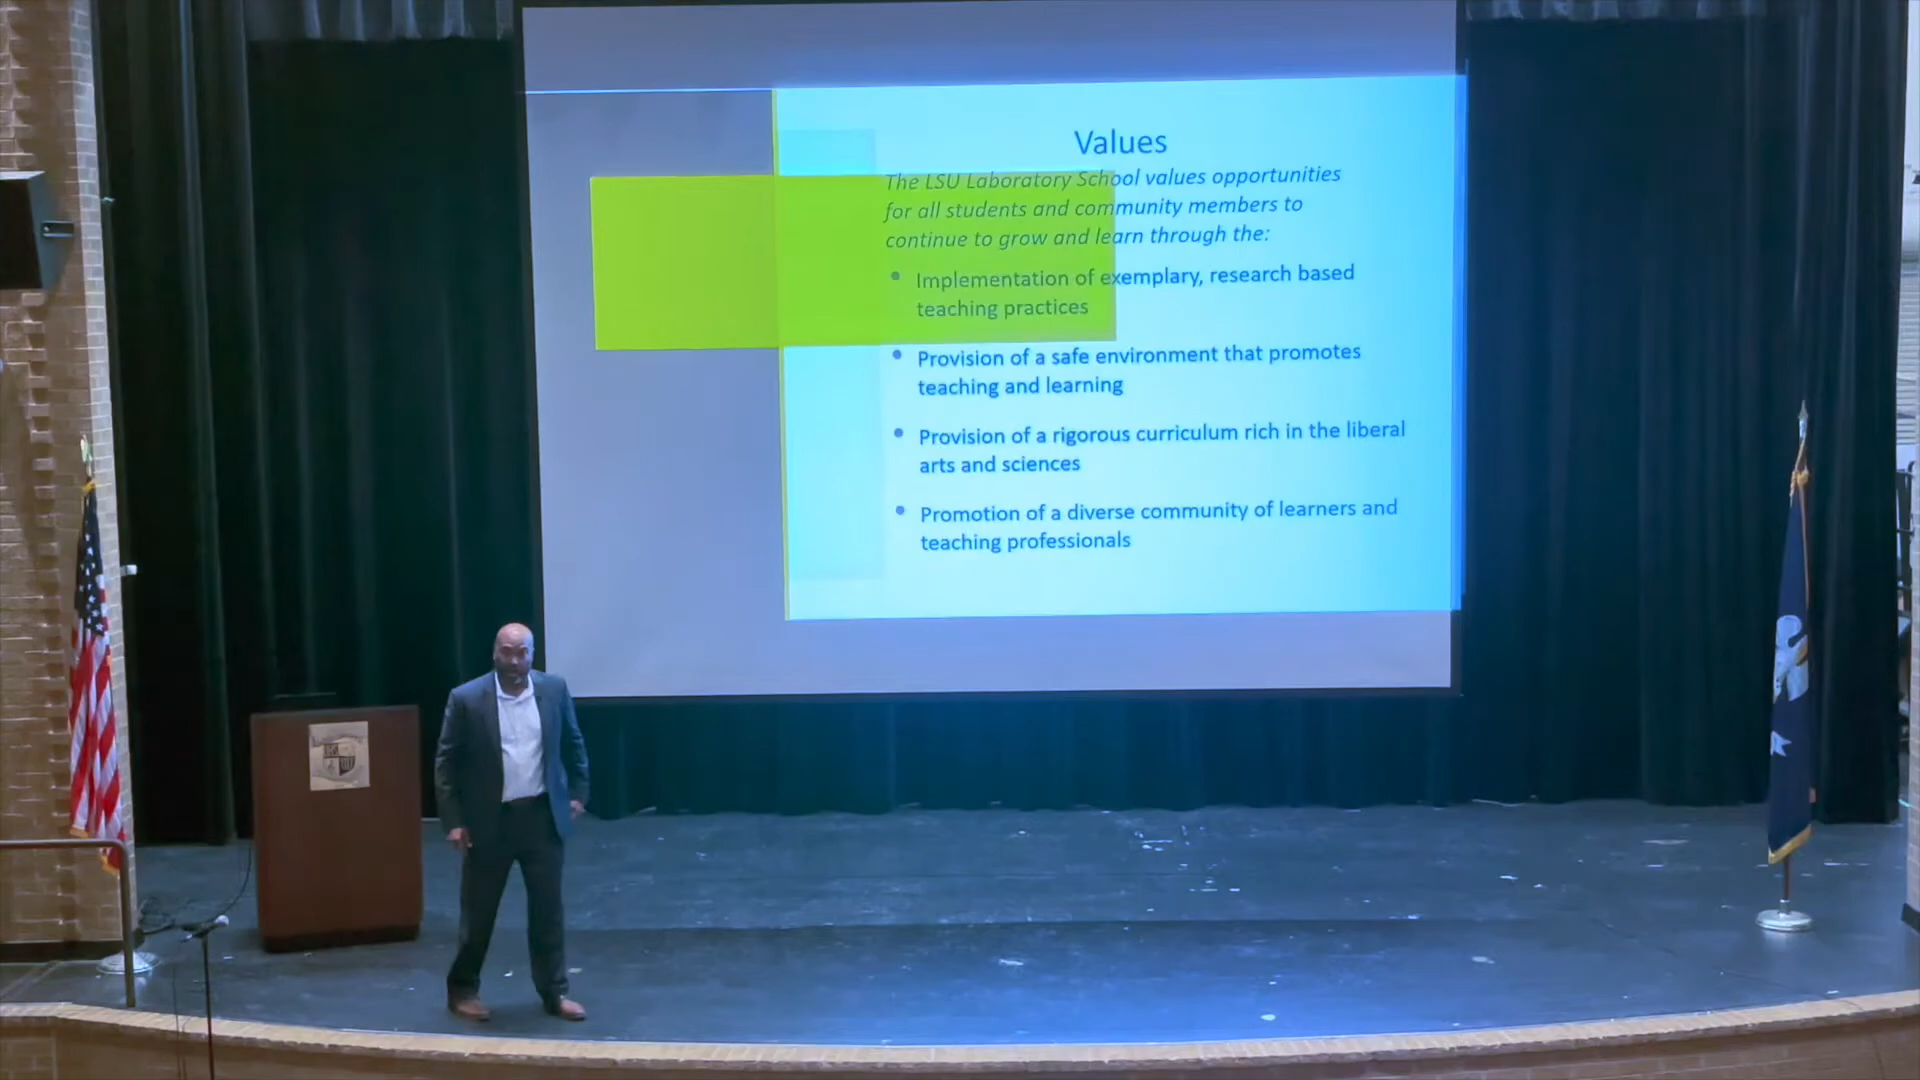 Values
The LSU Laboratory School values opportunities
for all students and community members to
continue to grow and learn through the:
• Implementation of exemplary, research based
teaching practices
• Provision of a safe environment that promotes
teaching and learning
• Provision of a rigorous curriculum rich in the liberal
arts and sciences
• Promotion of a diverse community of learners and
teaching professionals